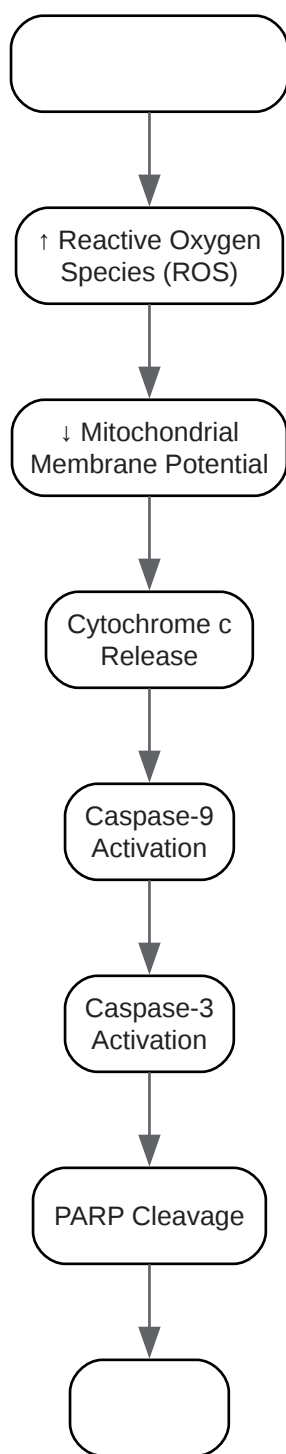 ↑ Reactive Oxygen
Species (ROS)
↓ Mitochondrial
Membrane Potential
Cytochrome c
Release
Caspase-9
Activation
Caspase-3
Activation
PARP Cleavage